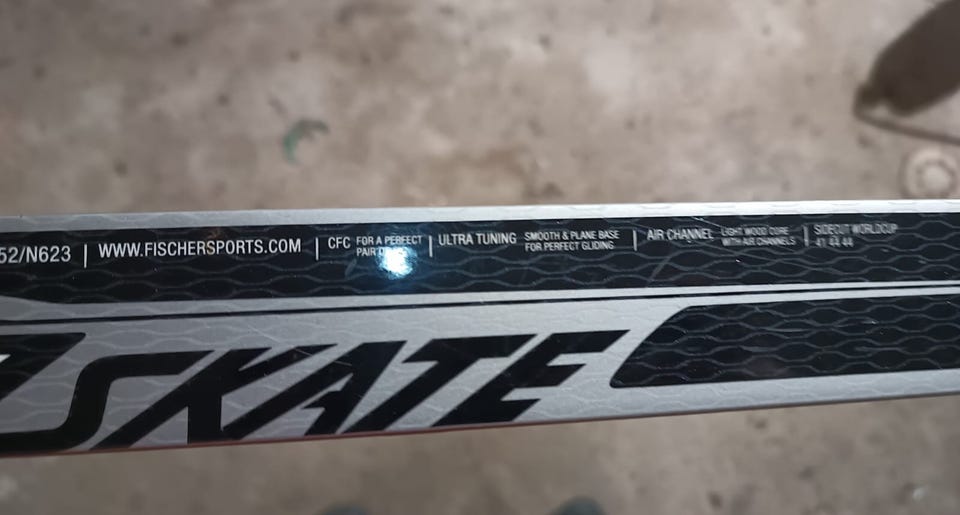 52/N623 | WWW.FISCHERSPORTS.COM | CFC FOR A PERFECT | ULTRA TUNING SMOOTH & PLANE BASE | AIR CHANNEL LIGHT WOOD CORE | SIDECUT WORLDCUP
PAIR FOR PERFECT GLIDING WITH AIR CHANNELS 41 44 44
SKATE